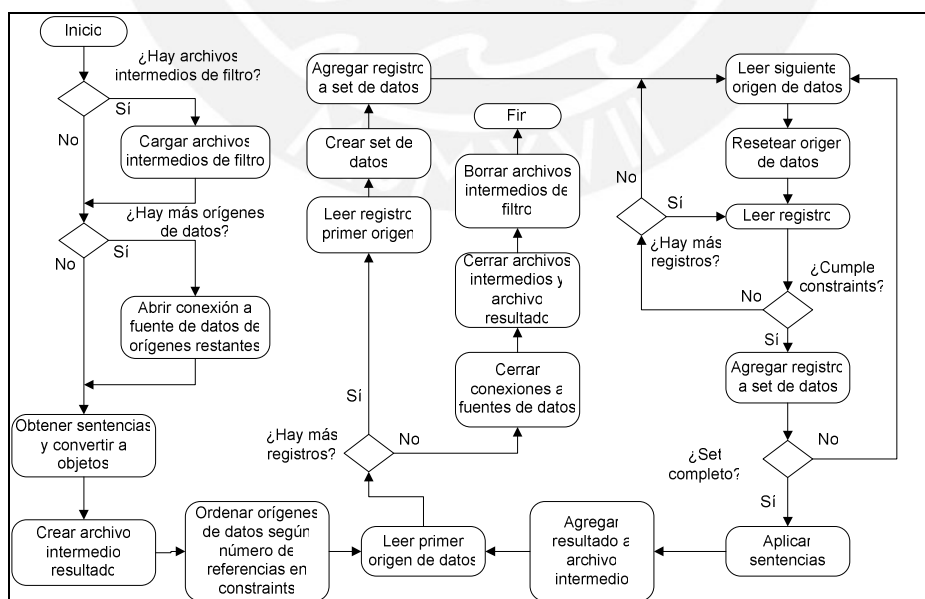 Inicio
¿Hay archivos
intermedios de filtro?
Sí
No
Cargar archivos
intermedios de filtro
¿Hay más orígenes
de datos?
Sí
No
Abrir conexión a
fuente de datos de
orígenes restantes
Obtener sentencias
y convertir a
objetos
Crear archivo
intermedio
resultado
Ordenar orígenes
de datos según
número de
referencias en
constraints
Leer primer
origen de datos
¿Hay más
registros?
Sí
No
Leer registro
primer origen
Crear set de
datos
Agregar registro
a set de datos
Cerrar
conexiones a
fuentes de datos
Cerrar archivos
intermedios y
archivo
resultado
Borrar archivos
intermedios de
filtro
Fin
Leer siguiente
origen de datos
Resetear origen
de datos
Leer registro
¿Cumple
constraints?
No
Sí
¿Hay más
registros?
No
Sí
Agregar registro
a set de datos
¿Set
completo?
No
Sí
Aplicar
sentencias
Agregar
resultado a
archivo
intermedio